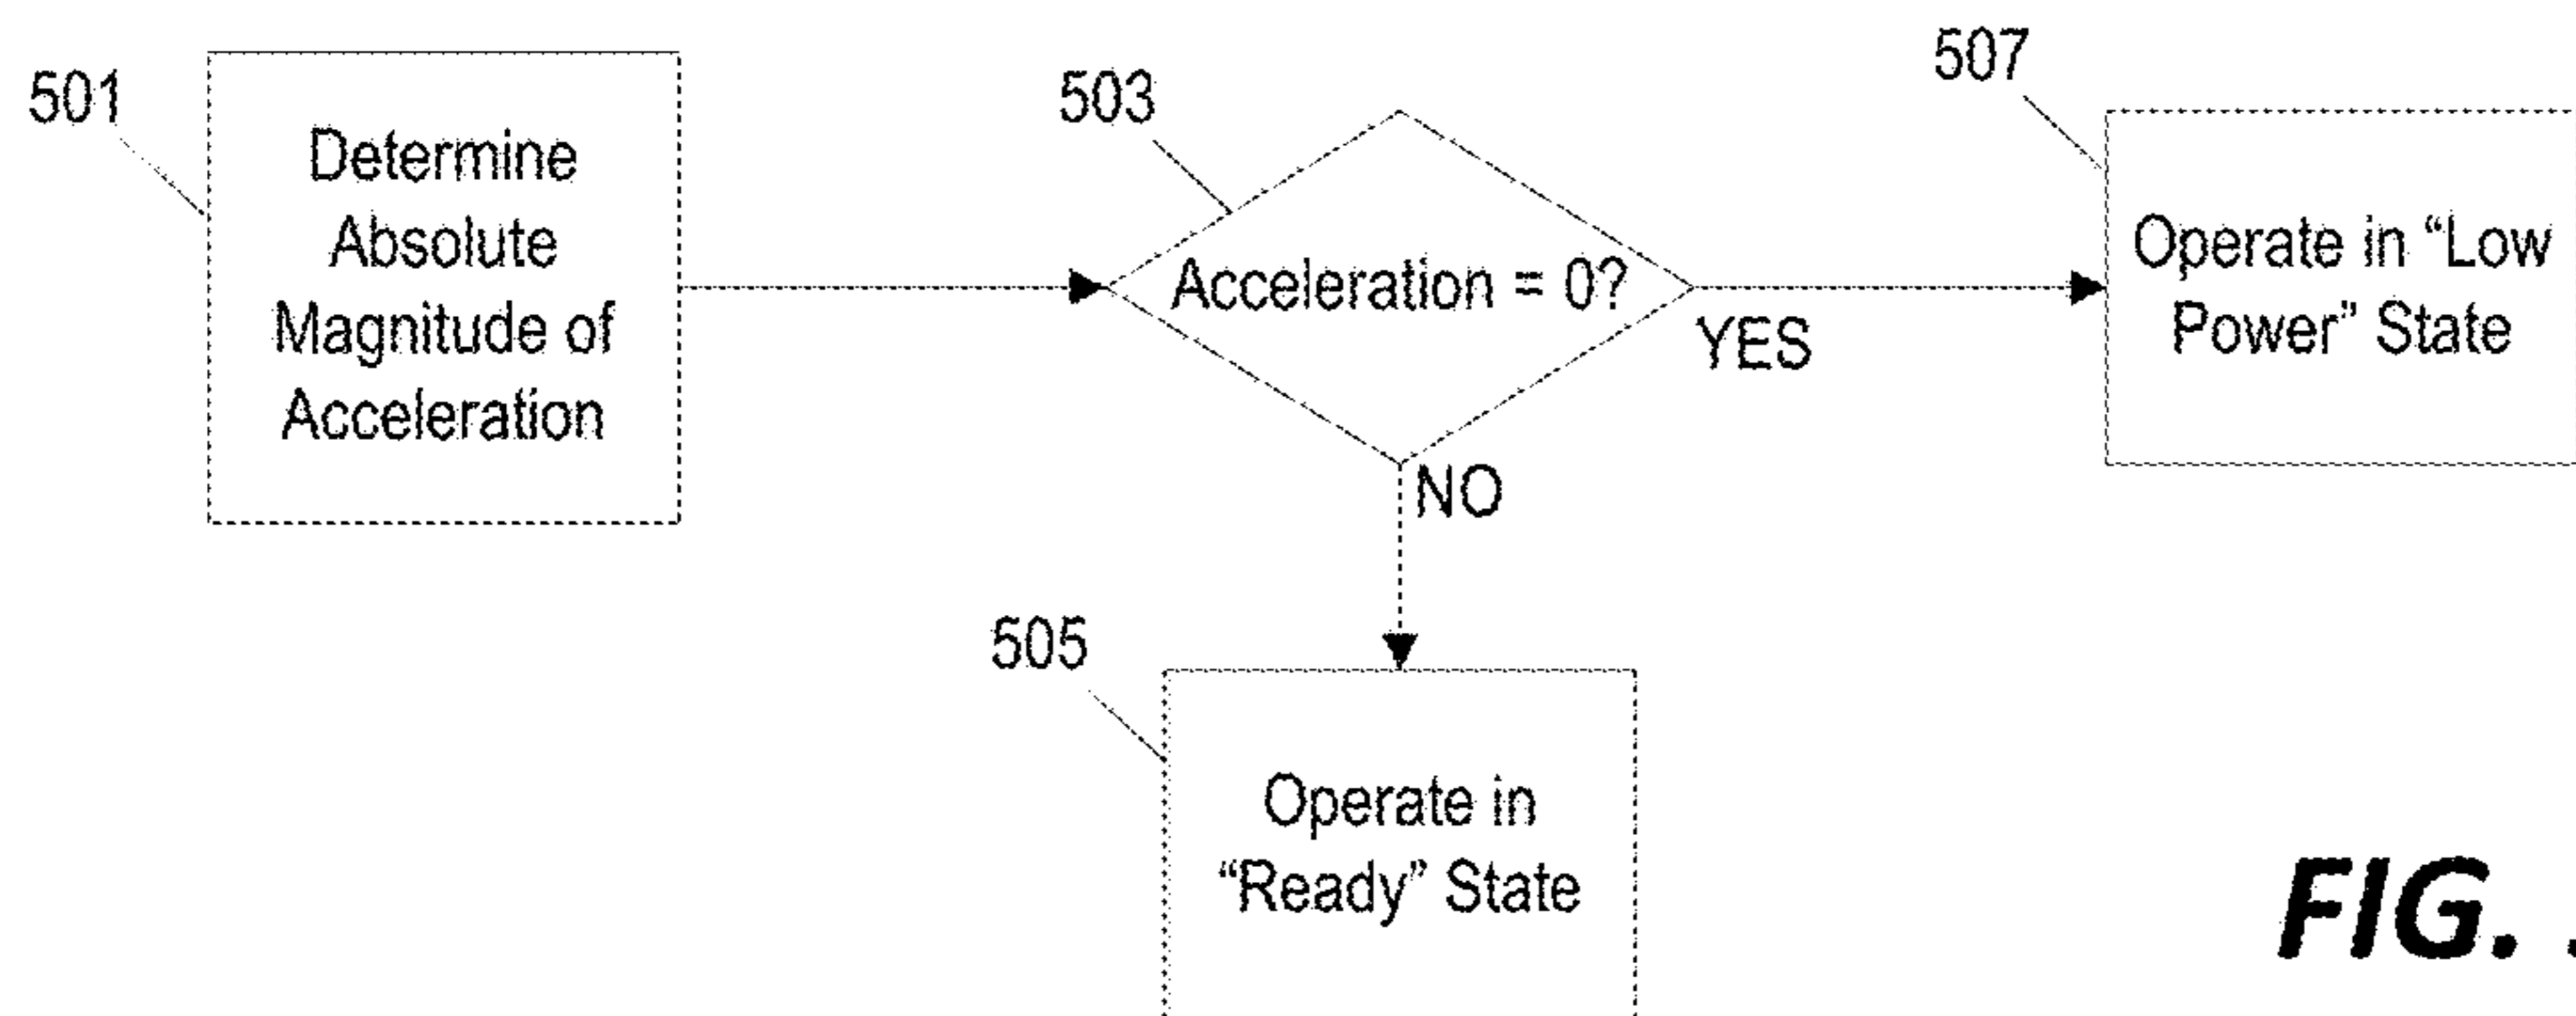 501
Determine
Absolute
Magnitude of
Acceleration
503
Acceleration = 0?
YES
NO
507
Operate in “Low
Power” State
505
Operate in
“Ready” State
FIG.